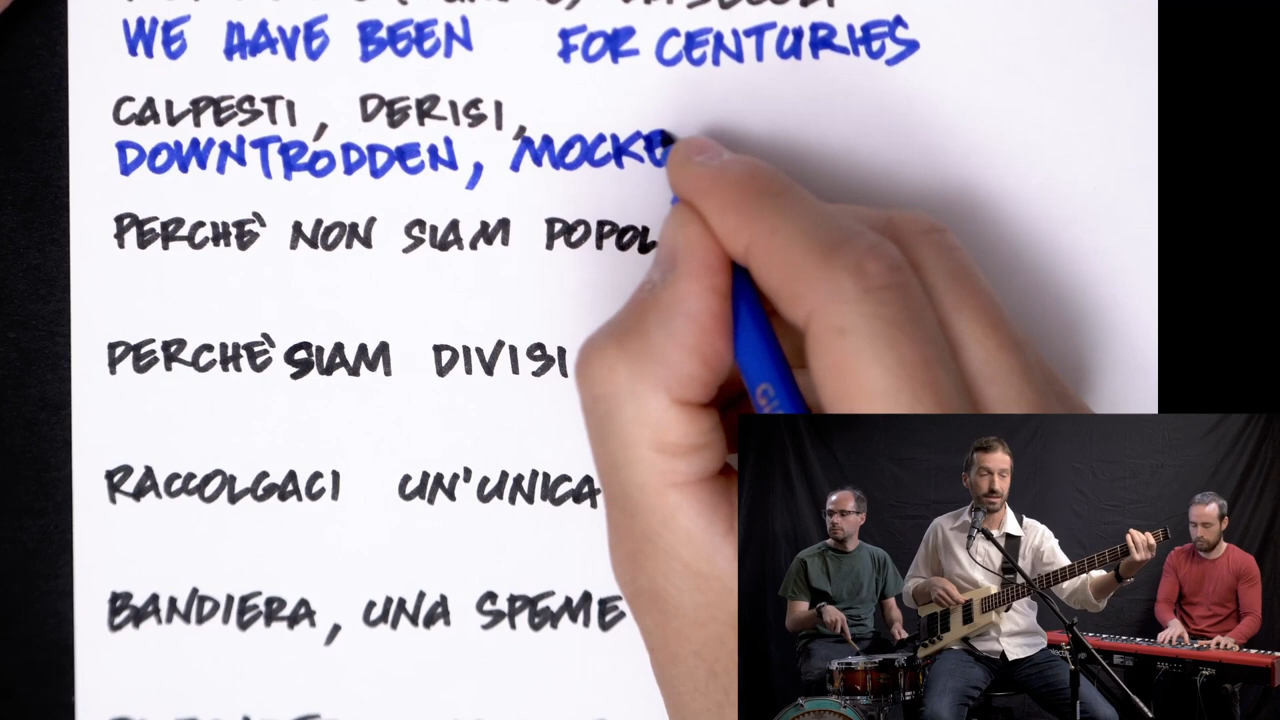 WE HAVE BEEN FOR CENTURIES
CALPESTI, DERISI,
DOWNTRODDEN, MOCKE
PERCHÈ NON SIAM POPOL
PERCHÈ SIAM DIVISI
RACCOLGACI UN'UNICA
BANDIERA, UNA SPEME